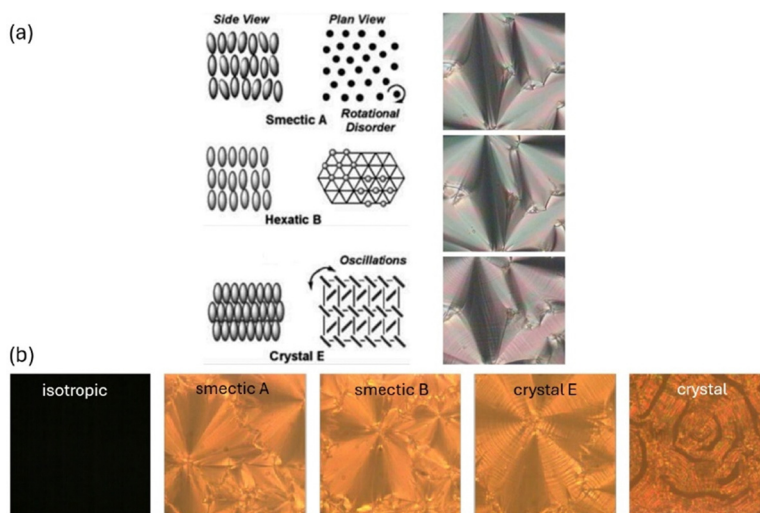 (a)
Side View
Plan View
Smectic A
Rotational
Disorder
Hexatic B
Oscillations
Crystal E
(b)
isotropic
smectic A
smectic B
crystal E
crystal